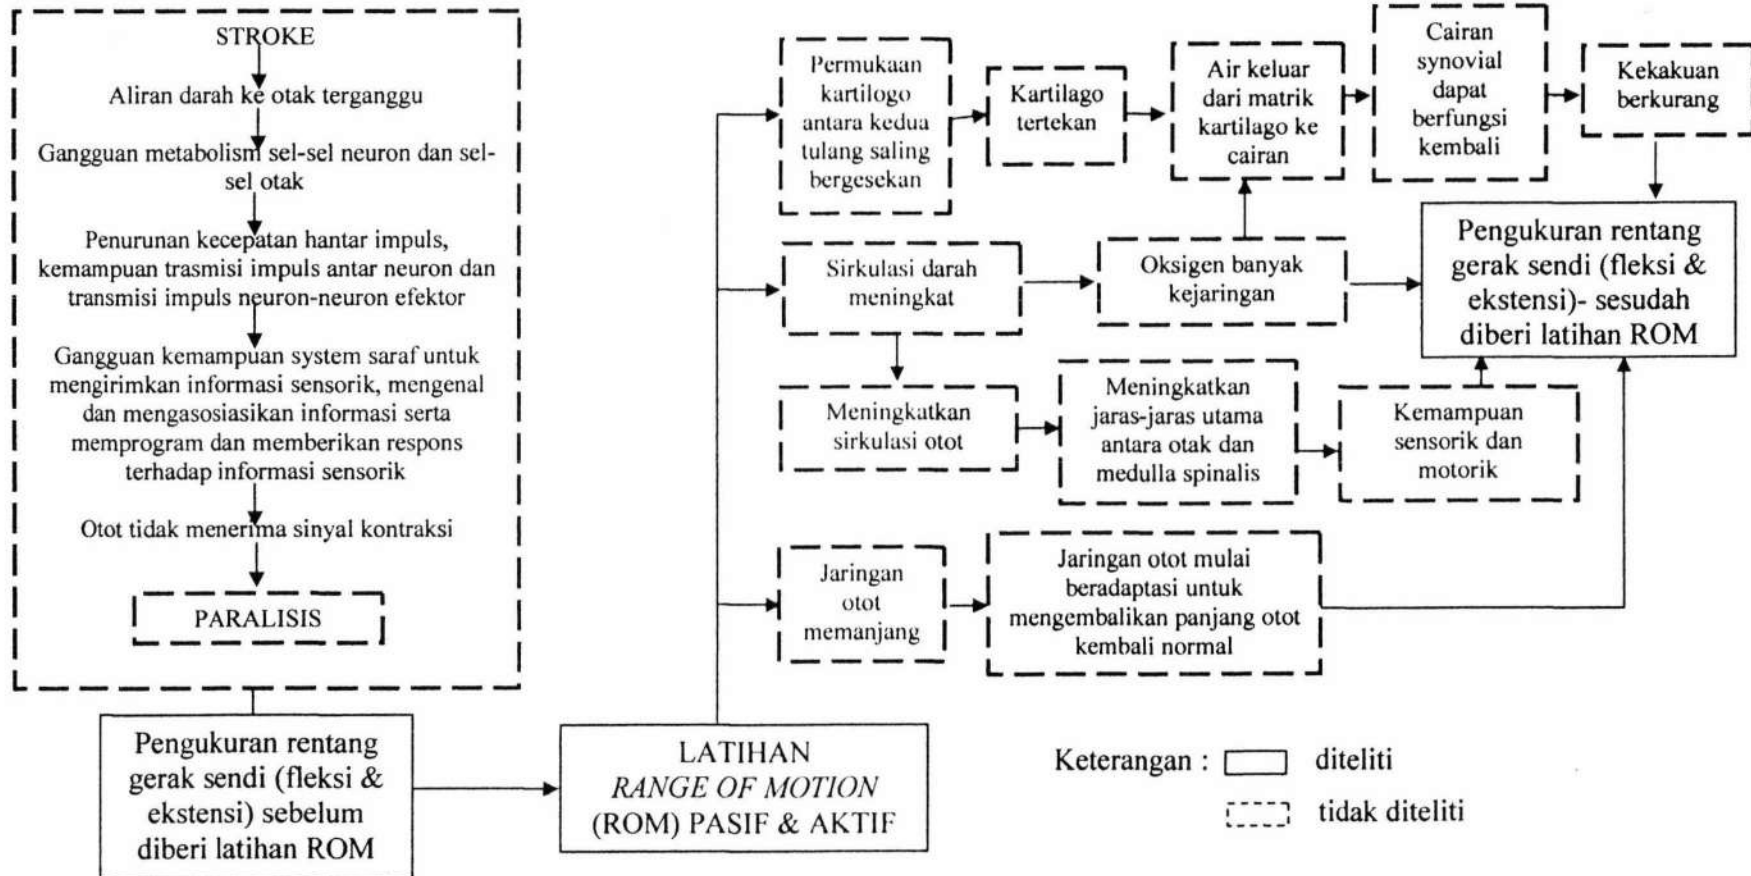 STROKE
Aliran darah ke otak terganggu
Gangguan metabolism sel-sel neuron dan sel-
sel otak
Penurunan kecepatan hantar impuls,
kemampuan trasmisi impuls antar neuron dan
transmisi impuls neuron-neuron efektor
Gangguan kemampuan system saraf untuk
mengirimkan informasi sensorik, mengenal
dan mengasosiasikan informasi serta
memprogram dan memberikan respons
terhadap informasi sensorik
Otot tidak menerima sinyal kontraksi
PARALISIS
Pengukuran rentang
gerak sendi (fleksi &
ekstensi) sebelum
diberi latihan ROM
LATIHAN
RANGE OF MOTION
(ROM) PASIF & AKTIF
Permukaan
kartilogo
antara kedua
tulang saling
bergesekan
Kartilago
tertekan
Air keluar
dari matrik
kartilago ke
cairan
Cairan
synovial
dapat
berfungsi
kembali
Kekakuan
berkurang
Sirkulasi darah
meningkat
Oksigen banyak
kejaringan
Pengukuran rentang
gerak sendi (fleksi &
ekstensi)- sesudah
diberi latihan ROM
Meningkatkan
sirkulasi otot
Meningkatkan
jaras-jaras utama
antara otak dan
medulla spinalis
Kemampuan
sensorik dan
motorik
Jaringan
otot
memanjang
Jaringan otot mulai
beradaptasi untuk
mengembalikan panjang otot
kembali normal
Keterangan : diteliti
tidak diteliti